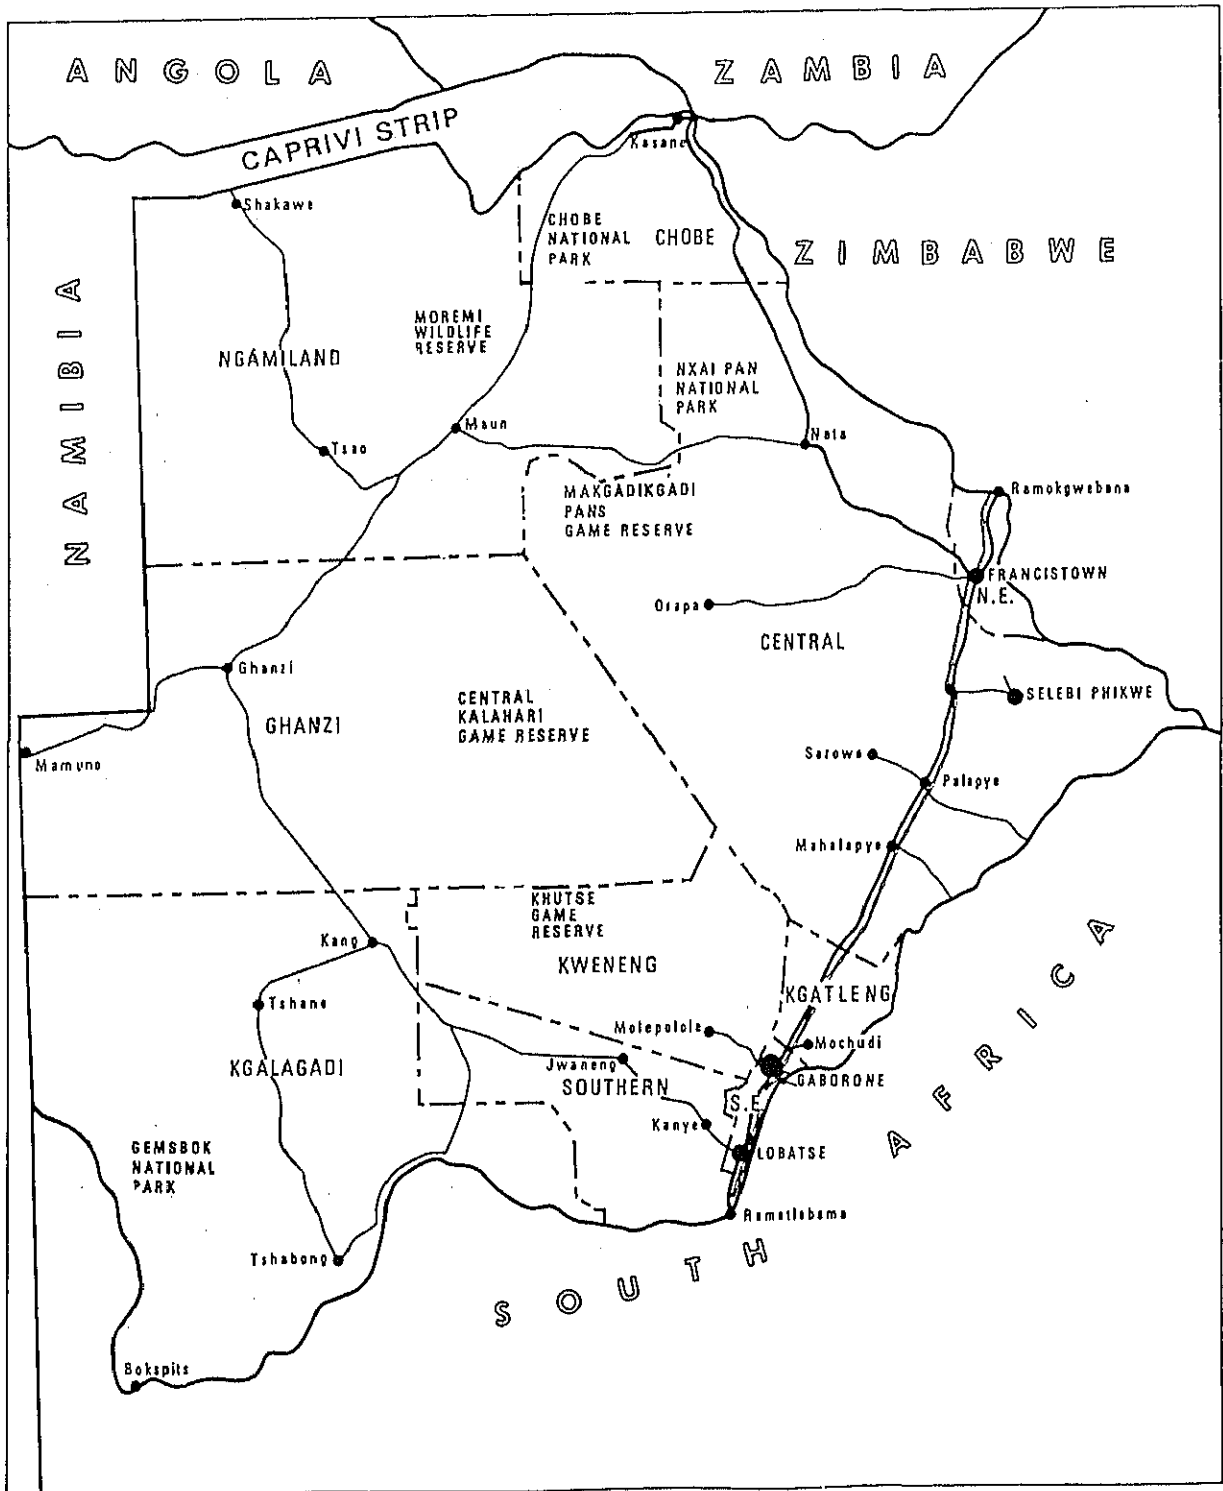 ANGOLA
ZAMBIA
CAPRIVI STRIP
Kasane
Shakawe
CHOBE
NATIONAL
PARK
CHOBE
ZIMBABWE
NAMIBIA
MOREMI
WILDLIFE
RESERVE
NGAMILAND
NXAI PAN
NATIONAL
PARK
Maun
Nata
Tsao
MAKGADIKGADI
PANS
GAME RESERVE
Ramokgwebana
FRANCISTOWN
N.E.
Orapa
CENTRAL
Ghanzi
SELEBI PHIKWE
CENTRAL
KALAHARI
GAME RESERVE
GHANZI
Mamuno
Serowe
Palapye
Mahalapye
KHUTSE
GAME
RESERVE
Kang
KWENENG
KGATLENG
Tshane
Molepolole
Mochudi
KGALAGADI
Jwaneng
SOUTHERN
GABORONE
S.E.
Kanye
LOBATSE
GEMSBOK
NATIONAL
PARK
Ramatlabama
Tshabong
SOUTH AFRICA
Bokspits